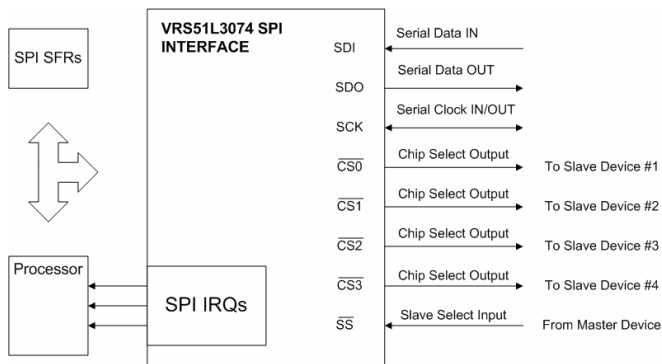 VRS51L3074 SPI
INTERFACE
SPI SFRs
SDI
Serial Data IN
SDO
Serial Data OUT
SCK
Serial Clock IN/OUT
CS0
Chip Select Output
To Slave Device #1
CS1
Chip Select Output
To Slave Device #2
CS2
Chip Select Output
To Slave Device #3
Processor
CS3
Chip Select Output
To Slave Device #4
SPI IRQs
SS
Slave Select Input
From Master Device